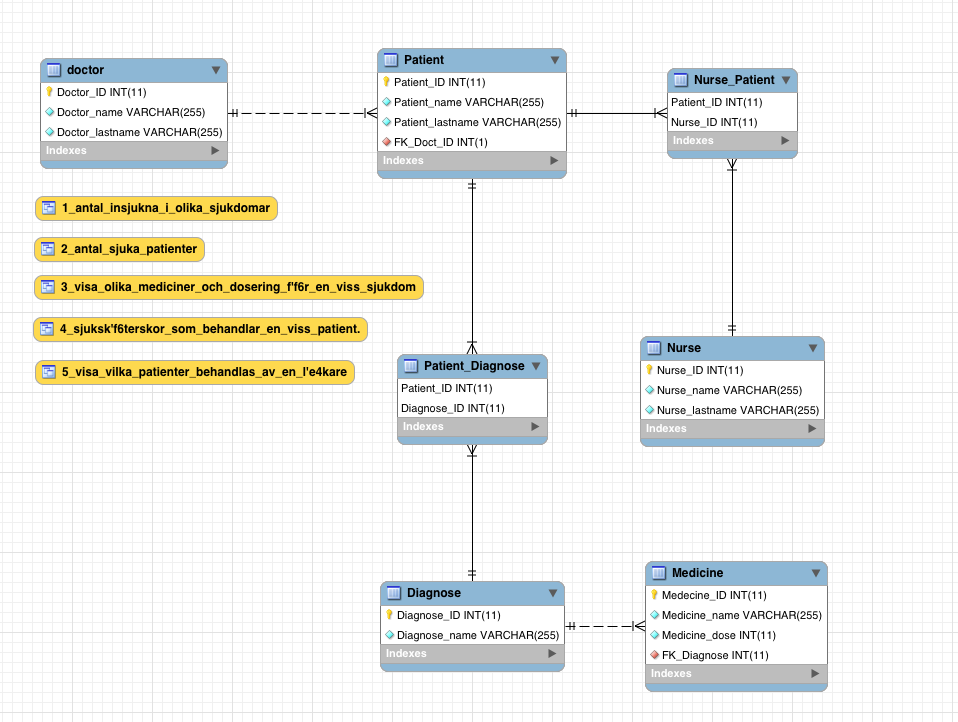 doctor
Doctor_ID INT(11)
Doctor_name VARCHAR(255)
Doctor_lastname VARCHAR(255)
Indexes
Patient
Patient_ID INT(11)
Patient_name VARCHAR(255)
Patient_lastname VARCHAR(255)
FK_Doct_ID INT(1)
Indexes
Nurse_Patient
Patient_ID INT(11)
Nurse_ID INT(11)
Indexes
1_antal_insjukna_i_olika_sjukdomar
2_antal_sjuka_patienter
3_visa_olika_mediciner_och_dosering_f'f6r_en_viss_sjukdom
4_sjuksk'f6terskor_som_behandlar_en_viss_patient.
5_visa_vilka_patienter_behandlas_av_en_l'e4kare
Patient_Diagnose
Patient_ID INT(11)
Diagnose_ID INT(11)
Indexes
Nurse
Nurse_ID INT(11)
Nurse_name VARCHAR(255)
Nurse_lastname VARCHAR(255)
Indexes
Diagnose
Diagnose_ID INT(11)
Diagnose_name VARCHAR(255)
Indexes
Medicine
Medecine_ID INT(11)
Medicine_name VARCHAR(255)
Medicine_dose INT(11)
FK_Diagnose INT(11)
Indexes